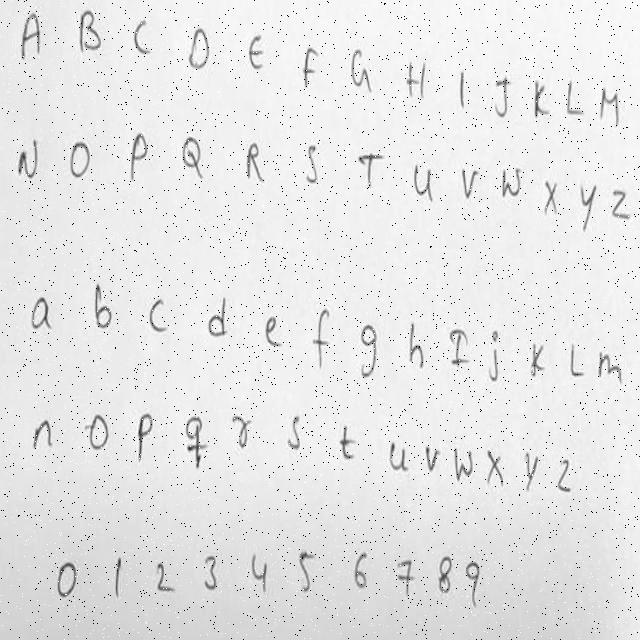 A B C D E F G H I J K L M
N O P Q R S T U V W X Y Z
a b c d e f g h I j k L m
n o p q r s t u v w x y z
0 1 2 3 4 5 6 7 8 9